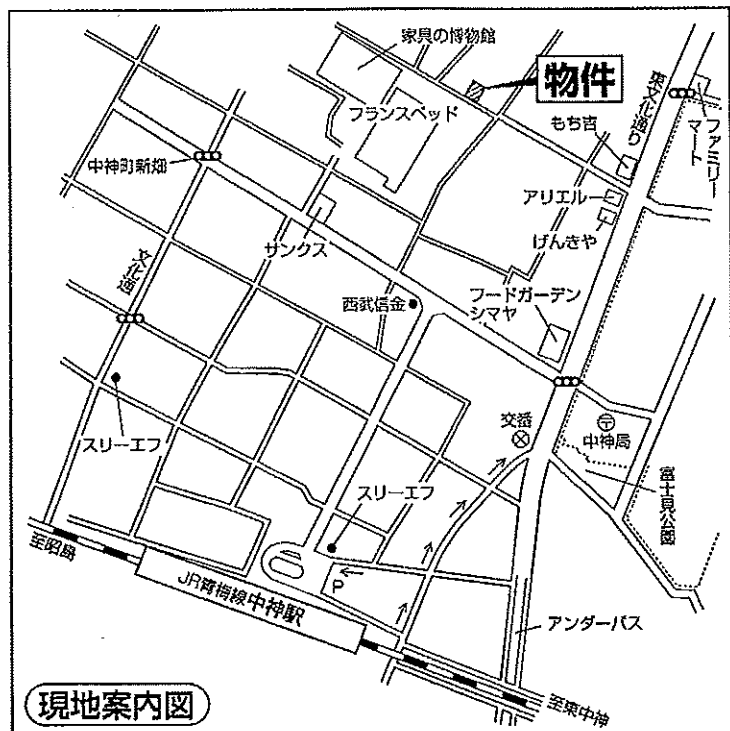 家具の博物館
物件
東文化通り
ファミリー
マート
フランスベッド
もち吉
中神町新畑
アリエルー
げんきや
サンクス
文化通
西武信金
フードガーデン
シマヤ
交番
中神局
スリーエフ
富士見公園
スリーエフ
P
至昭島
JR青梅線中神駅
アンダーパス
至東中神
現地案内図